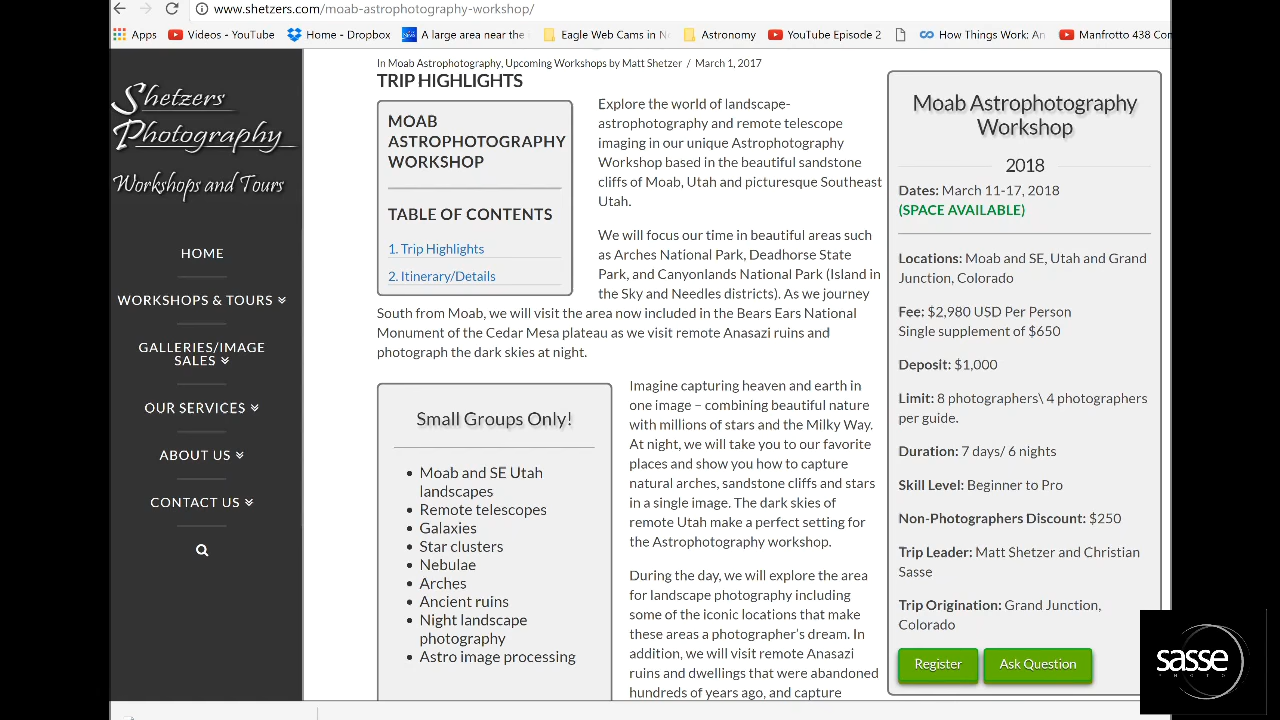 www.shetzers.com/moab-astrophotography-workshop/
Apps
Videos - YouTube
Home - Dropbox
A large area near the
Eagle Web Cams in N
Astronomy
YouTube Episode 2
How Things Work: An
Manfrotto 438 Com
Shetzers
Photography
Workshops and Tours
HOME
WORKSHOPS & TOURS
GALLERIES/IMAGE
SALES
OUR SERVICES
ABOUT US
CONTACT US
In Moab Astrophotography, Upcoming Workshops by Matt Shetzer / March 1, 2017
TRIP HIGHLIGHTS
MOAB
ASTROPHOTOGRAPHY
WORKSHOP
TABLE OF CONTENTS
1. Trip Highlights
2. Itinerary/Details
Explore the world of landscape-
astrophotography and remote telescope
imaging in our unique Astrophotography
Workshop based in the beautiful sandstone
cliffs of Moab, Utah and picturesque Southeast
Utah.
We will focus our time in beautiful areas such
as Arches National Park, Deadhorse State
Park, and Canyonlands National Park (Island in
the Sky and Needles districts). As we journey
South from Moab, we will visit the area now included in the Bears Ears National
Monument of the Cedar Mesa plateau as we visit remote Anasazi ruins and
photograph the dark skies at night.
Small Groups Only!
Moab and SE Utah
landscapes
Remote telescopes
Galaxies
Star clusters
Nebulae
Arches
Ancient ruins
Night landscape
photography
Astro image processing
Imagine capturing heaven and earth in
one image – combining beautiful nature
with millions of stars and the Milky Way.
At night, we will take you to our favorite
places and show you how to capture
natural arches, sandstone cliffs and stars
in a single image. The dark skies of
remote Utah make a perfect setting for
the Astrophotography workshop.
During the day, we will explore the area
for landscape photography including
some of the iconic locations that make
these areas a photographer's dream. In
addition, we will visit remote Anasazi
ruins and dwellings that were abandoned
hundreds of years ago, and capture
Moab Astrophotography
Workshop
2018
Dates: March 11-17, 2018
(SPACE AVAILABLE)
Locations: Moab and SE, Utah and Grand
Junction, Colorado
Fee: $2,980 USD Per Person
Single supplement of $650
Deposit: $1,000
Limit: 8 photographers\ 4 photographers
per guide.
Duration: 7 days/ 6 nights
Skill Level: Beginner to Pro
Non-Photographers Discount: $250
Trip Leader: Matt Shetzer and Christian
Sasse
Trip Origination: Grand Junction,
Colorado
Register
Ask Question
sasse
PHOTO